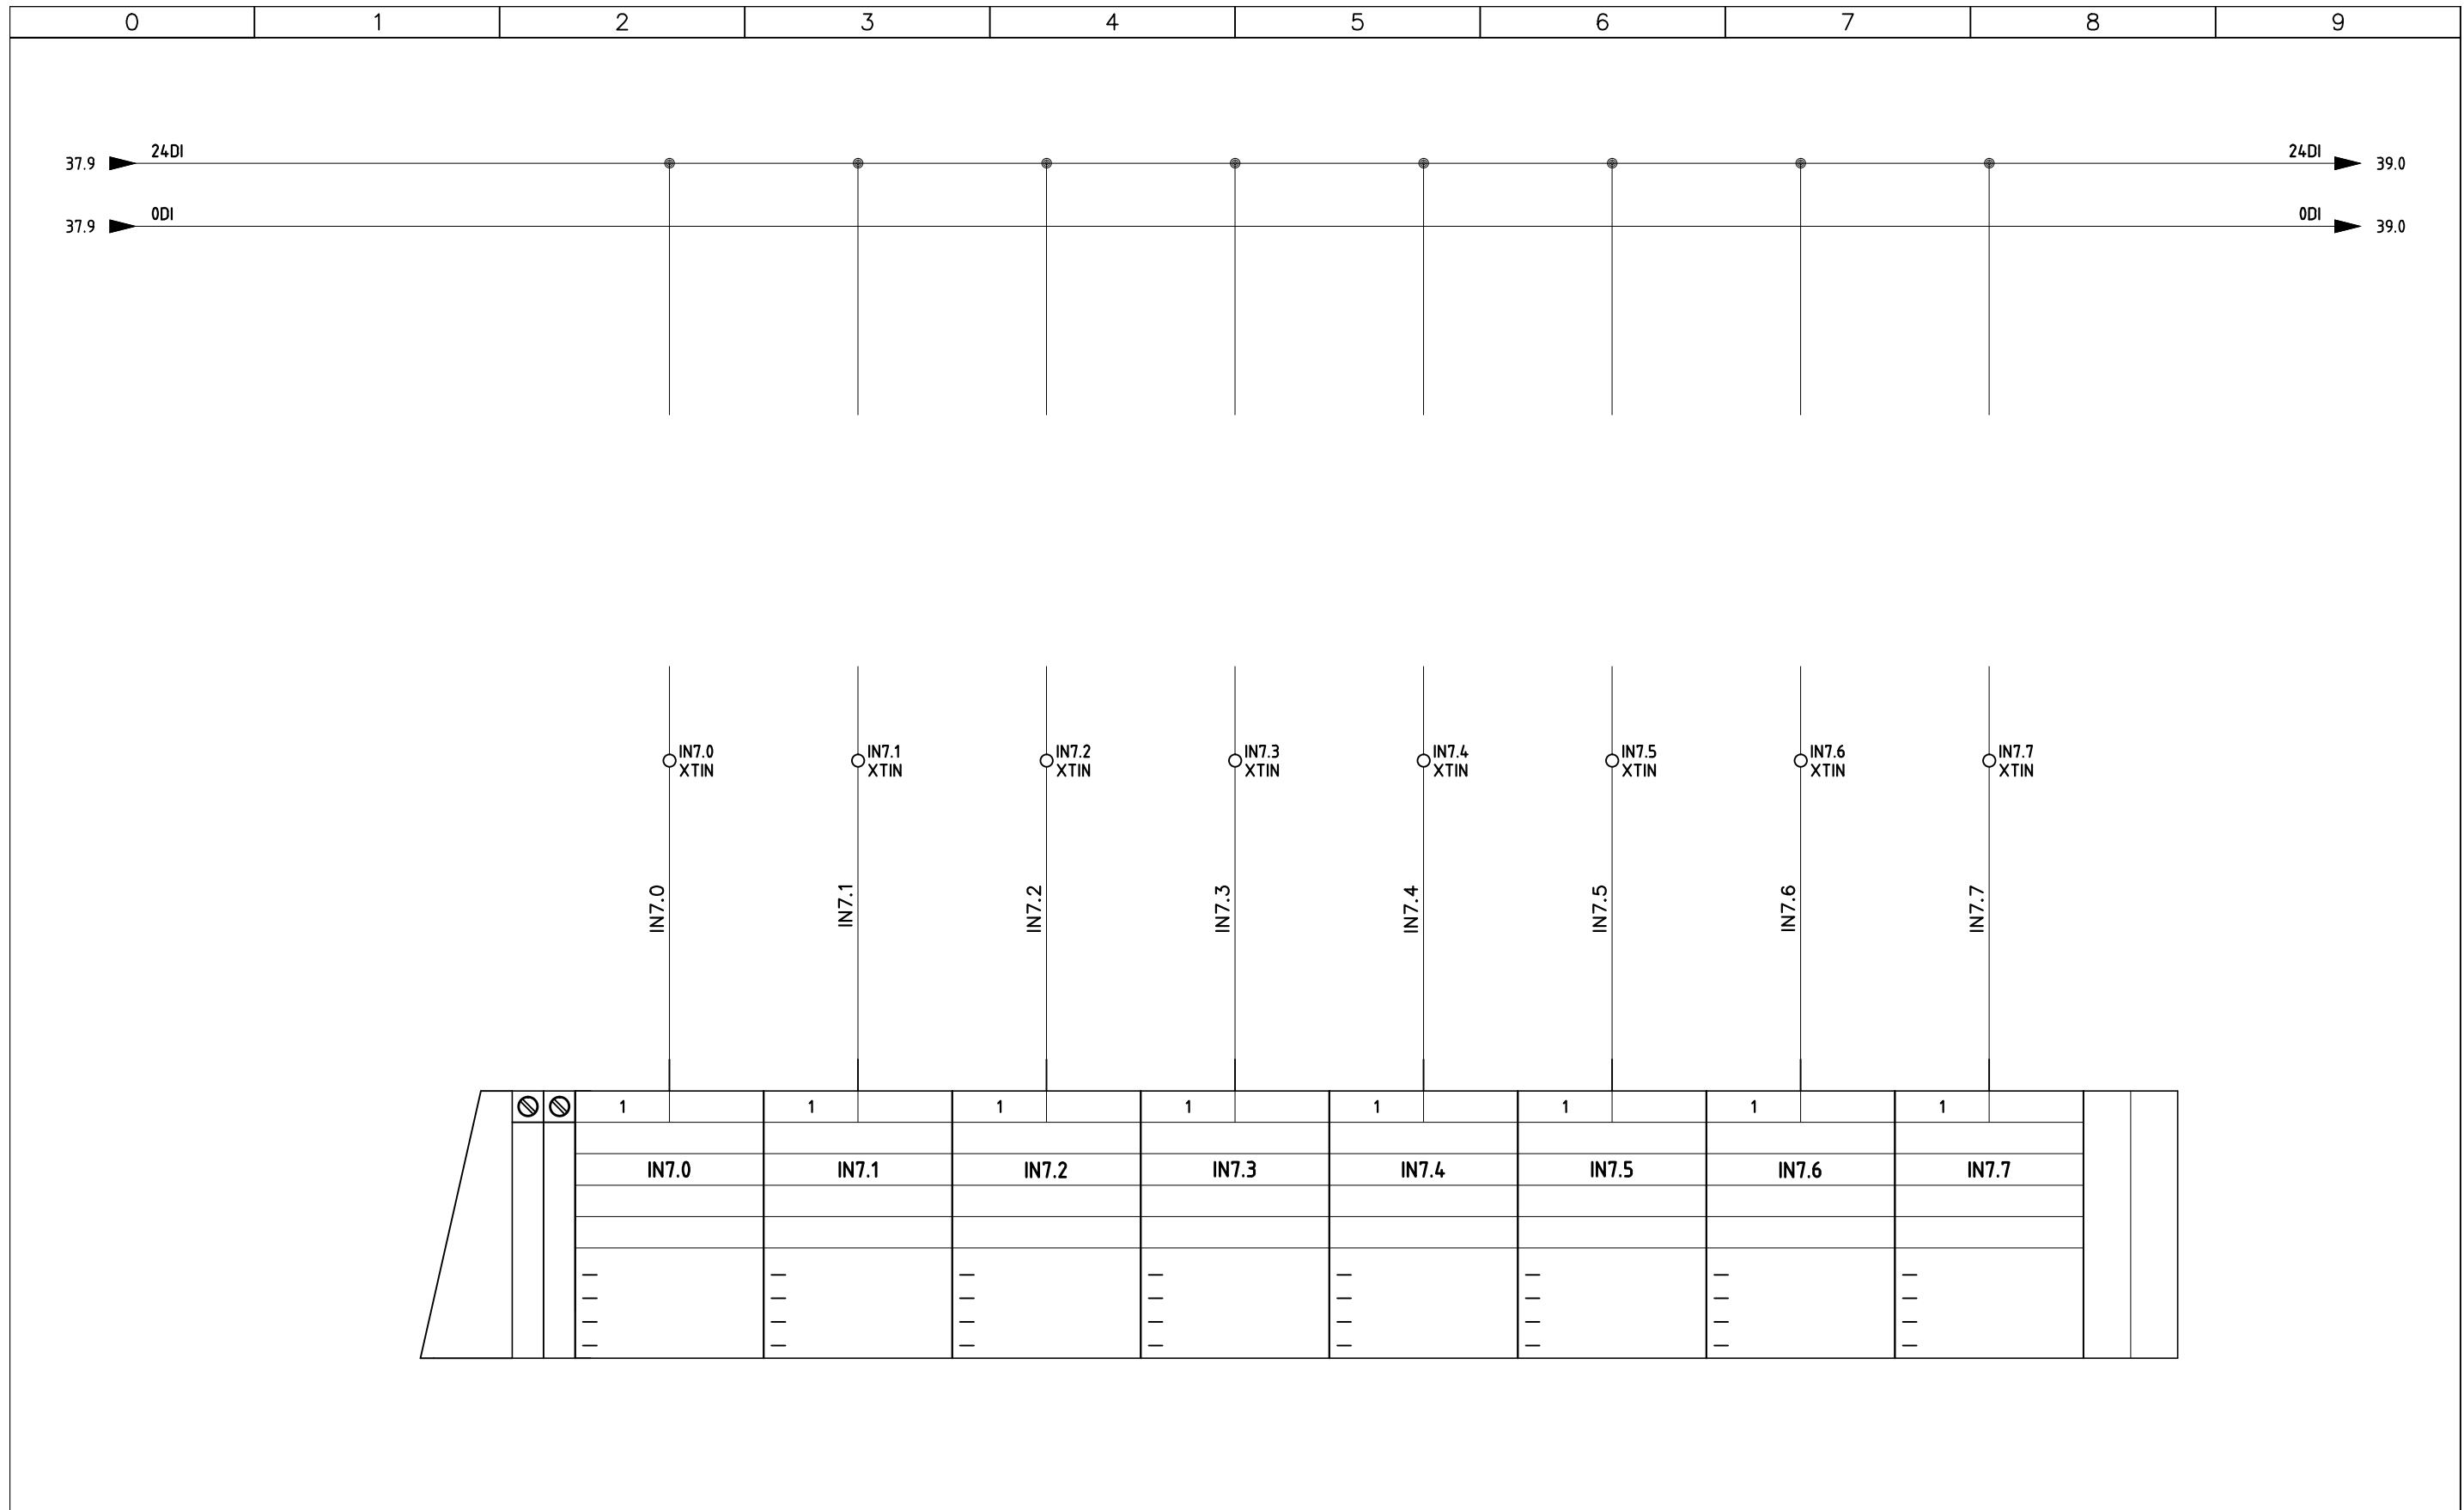 0 1 2 3 4 5 6 7 8 9
24DI 24DI
37.9 39.0
0DI 0DI
37.9 39.0
IN7.0 IN7.1 IN7.2 IN7.3 IN7.4 IN7.5 IN7.6 IN7.7
XTIN XTIN XTIN XTIN XTIN XTIN XTIN XTIN
IN7.0 IN7.1 IN7.2 IN7.3 IN7.4 IN7.5 IN7.6 IN7.7
1 1 1 1 1 1 1 1
IN7.0 IN7.1 IN7.2 IN7.3 IN7.4 IN7.5 IN7.6 IN7.7